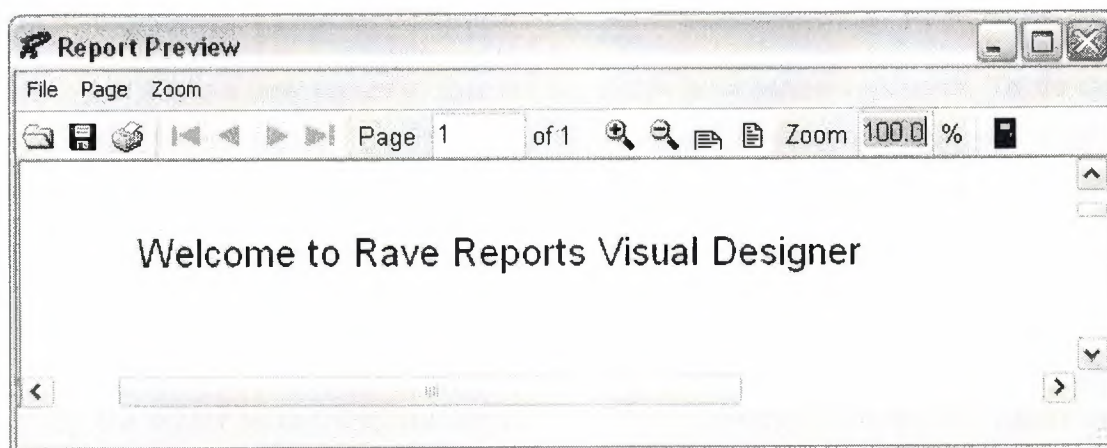 Report Preview
File Page Zoom
Page 1 of 1 Zoom 100.0 %
Welcome to Rave Reports Visual Designer